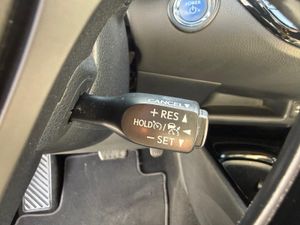 POWER
CANCEL
+ RES ▲
HOLD / ◀
− SET ▼